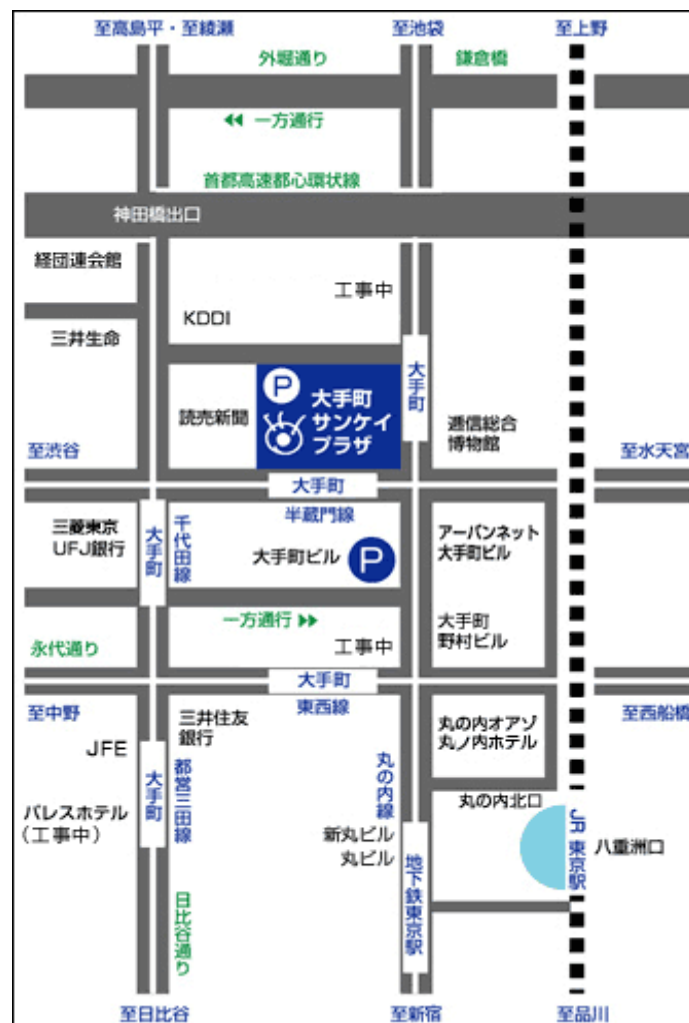 至高島平・至綾瀬
至池袋
至上野
外堀通り
鎌倉橋
一方通行
首都高速都心環状線
神田橋出口
経団連会館
工事中
KDDI
三井生命
大手町
P
大手町
サンケイ
プラザ
読売新聞
逓信総合
博物館
至渋谷
至水天宮
大手町
半蔵門線
三菱東京
UFJ銀行
大手町
千代田線
大手町ビル
P
アーバンネット
大手町ビル
一方通行
大手町
野村ビル
永代通り
工事中
大手町
東西線
至中野
至西船橋
三井住友
銀行
丸の内オアゾ
丸ノ内ホテル
JFE
大手町
都営三田線
丸の内線
丸の内北口
パレスホテル
(工事中)
新丸ビル
丸ビル
地下鉄東京駅
JR 東京駅
八重洲口
日比谷通り
至日比谷
至新宿
至品川